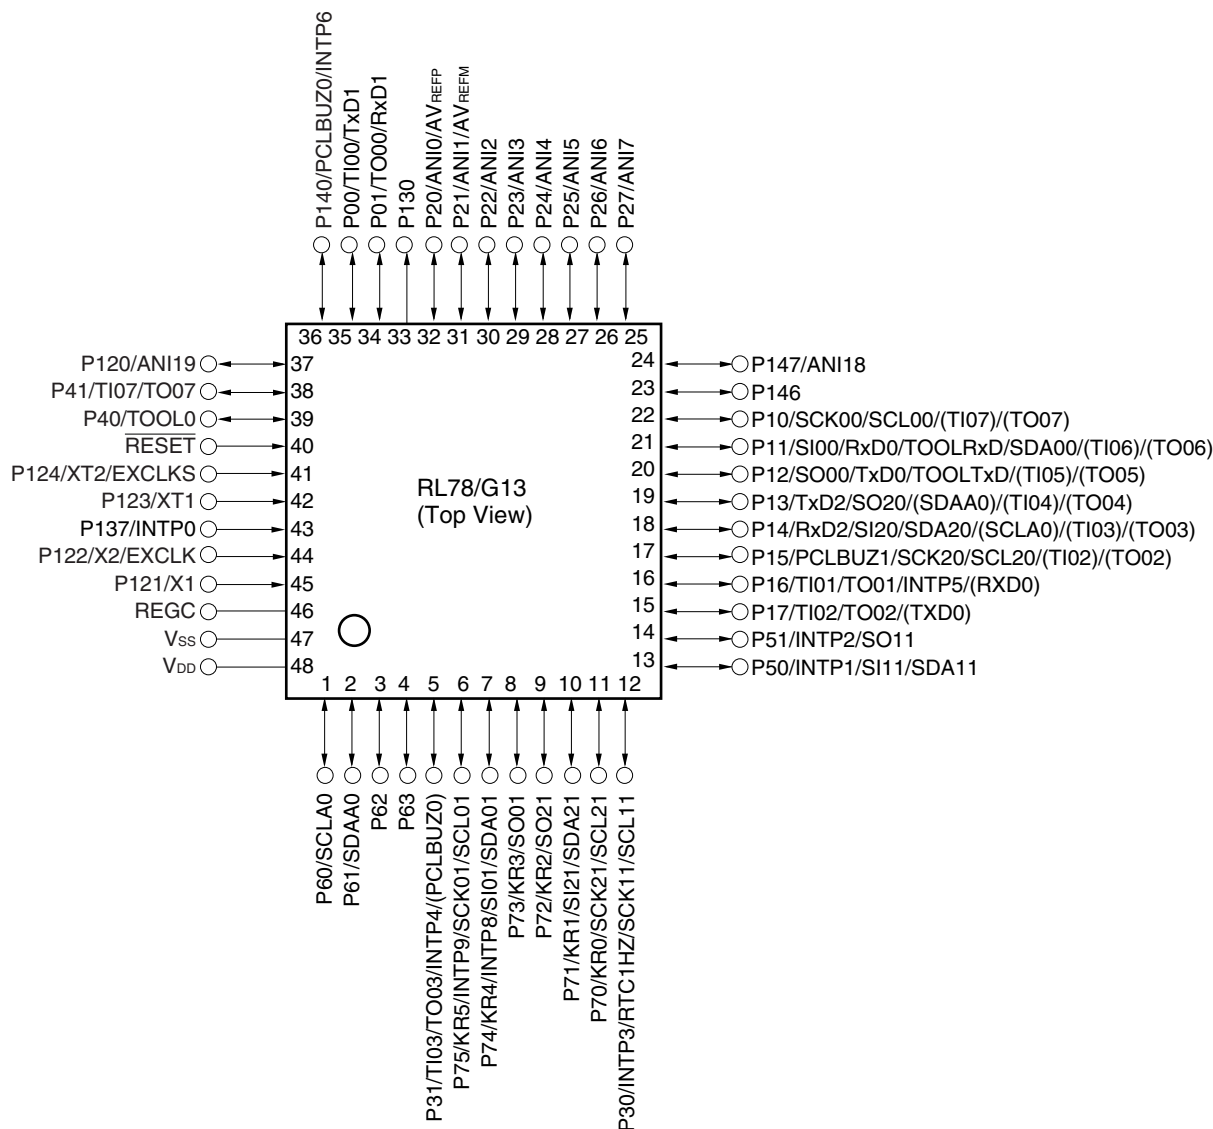 P140/PCLBUZ0/INTP6
P00/TI00/TxD1
P01/TO00/RxD1
P130
P20/ANI0/AVREFP
P21/ANI1/AVREFM
P22/ANI2
P23/ANI3
P24/ANI4
P25/ANI5
P26/ANI6
P27/ANI7
36 35 34 33 32 31 30 29 28 27 26 25
P120/ANI19 37
P41/TI07/TO07 38
P40/TOOL0 39
RESET 40
P124/XT2/EXCLKS 41
P123/XT1 42
P137/INTP0 43
P122/X2/EXCLK 44
P121/X1 45
REGC 46
VSS 47
VDD 48
RL78/G13
(Top View)
24 P147/ANI18
23 P146
22 P10/SCK00/SCL00/(TI07)/(TO07)
21 P11/SI00/RxD0/TOOLRxD/SDA00/(TI06)/(TO06)
20 P12/SO00/TxD0/TOOLTxD/(TI05)/(TO05)
19 P13/TxD2/SO20/(SDAA0)/(TI04)/(TO04)
18 P14/RxD2/SI20/SDA20/(SCLA0)/(TI03)/(TO03)
17 P15/PCLBUZ1/SCK20/SCL20/(TI02)/(TO02)
16 P16/TI01/TO01/INTP5/(RXD0)
15 P17/TI02/TO02/(TXD0)
14 P51/INTP2/SO11
13 P50/INTP1/SI11/SDA11
1 2 3 4 5 6 7 8 9 10 11 12
P60/SCLA0
P61/SDAA0
P62
P63
P31/TI03/TO03/INTP4/(PCLBUZ0)
P75/KR5/INTP9/SCK01/SCL01
P74/KR4/INTP8/SI01/SDA01
P73/KR3/SO01
P72/KR2/SO21
P71/KR1/SI21/SDA21
P70/KR0/SCK21/SCL21
P30/INTP3/RTC1HZ/SCK11/SCL11